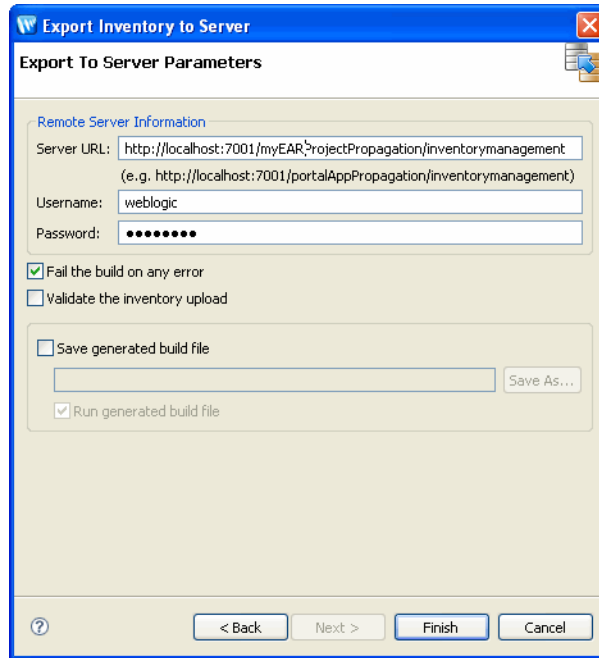 Export Inventory to Server
Export To Server Parameters
Remote Server Information
Server URL: http://localhost:7001/myEARProjectPropagation/inventorymanagement
(e.g. http://localhost:7001/portalAppPropagation/inventorymanagement)
Username: weblogic
Password: ●●●●●●●●
Fail the build on any error
Validate the inventory upload
Save generated build file
Save As...
Run generated build file
? < Back Next > Finish Cancel